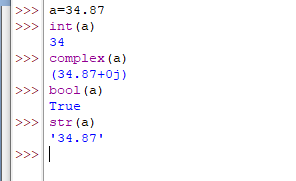 >>> a=34.87
>>> int(a)
34
>>> complex(a)
(34.87+0j)
>>> bool(a)
True
>>> str(a)
'34.87'
>>>